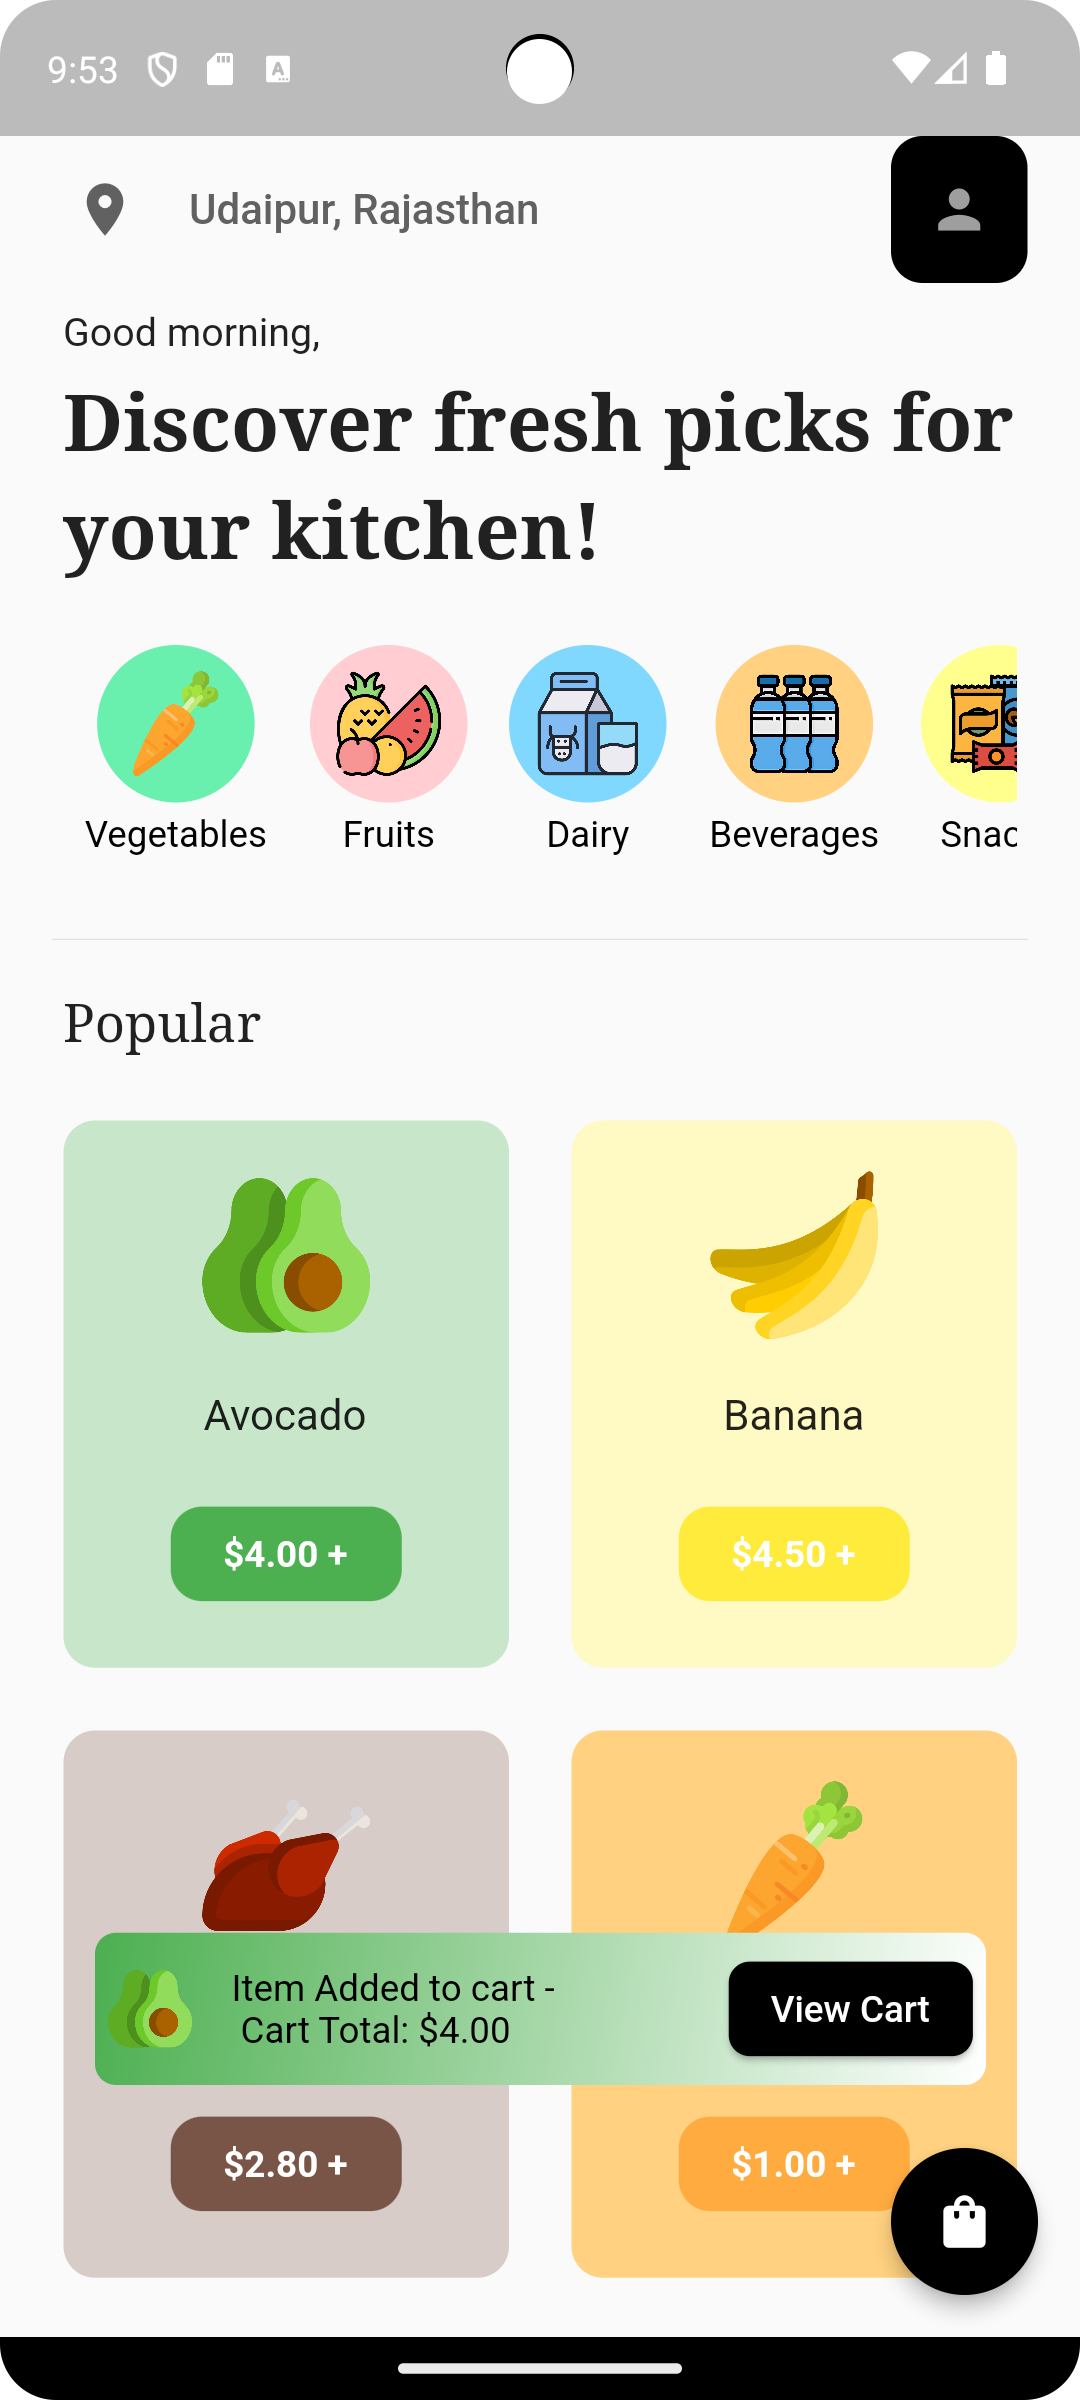 9:53
Udaipur, Rajasthan
Good morning,
Discover fresh picks for
your kitchen!
Vegetables
Fruits
Dairy
Beverages
Snac
Popular
Avocado
Banana
$4.00 +
$4.50 +
Item Added to cart -
Cart Total: $4.00
View Cart
$2.80 +
$1.00 +